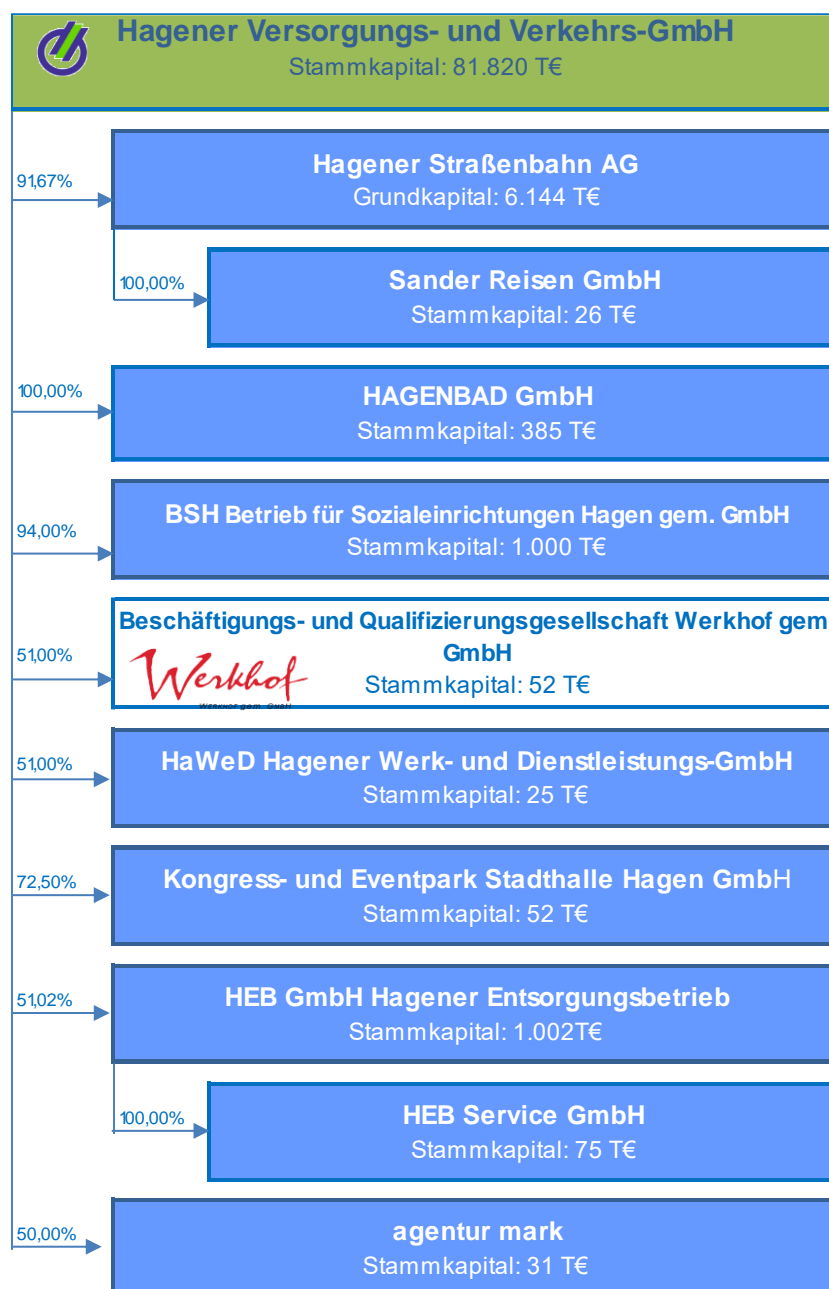 Hagener Versorgungs- und Verkehrs-GmbH
Stammkapital: 81.820 T€
91,67%
Hagener Straßenbahn AG
Grundkapital: 6.144 T€
100,00%
Sander Reisen GmbH
Stammkapital: 26 T€
100,00%
HAGENBAD GmbH
Stammkapital: 385 T€
94,00%
BSH Betrieb für Sozialeinrichtungen Hagen gem. GmbH
Stammkapital: 1.000 T€
51,00%
Beschäftigungs- und Qualifizierungsgesellschaft Werkhof gem
GmbH
Werkhof
Stammkapital: 52 T€
WERKHOF gem. GmbH
51,00%
HaWeD Hagener Werk- und Dienstleistungs-GmbH
Stammkapital: 25 T€
72,50%
Kongress- und Eventpark Stadthalle Hagen GmbH
Stammkapital: 52 T€
51,02%
HEB GmbH Hagener Entsorgungsbetrieb
Stammkapital: 1.002T€
100,00%
HEB Service GmbH
Stammkapital: 75 T€
50,00%
agentur mark
Stammkapital: 31 T€